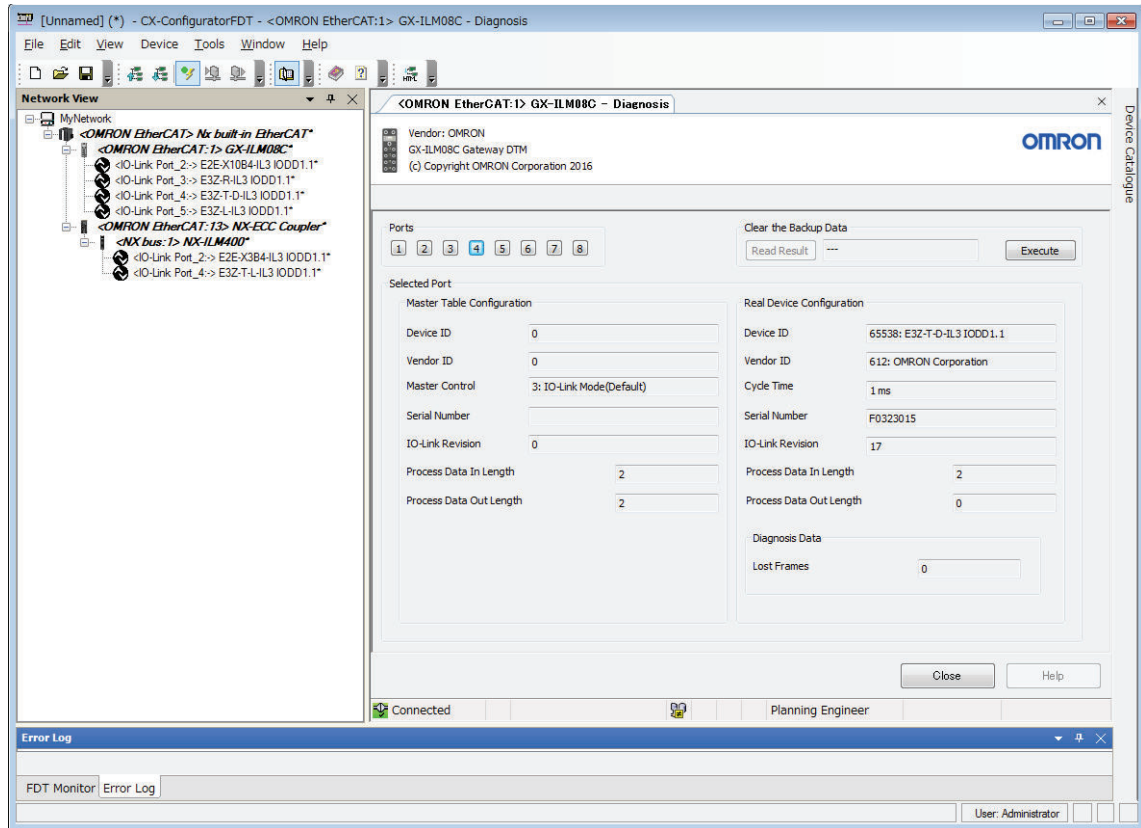 [Unnamed] (*) - CX-ConfiguratorFDT - <OMRON EtherCAT:1> GX-ILM08C - Diagnosis
File Edit View Device Tools Window Help
HTML
Network View
MyNetwork
<OMRON EtherCAT> Nx built-in EtherCAT*
<OMRON EtherCAT:1> GX-ILM08C*
<IO-Link Port_2:-> E2E-X10B4-IL3 IODD1.1*
<IO-Link Port_3:-> E3Z-R-IL3 IODD1.1*
<IO-Link Port_4:-> E3Z-T-D-IL3 IODD1.1*
<IO-Link Port_5:-> E3Z-L-IL3 IODD1.1*
<OMRON EtherCAT:13> NX-ECC Coupler*
<NX bus:1> NX-ILM400*
<IO-Link Port_2:-> E2E-X3B4-IL3 IODD1.1*
<IO-Link Port_4:-> E3Z-T-L-IL3 IODD1.1*
<OMRON EtherCAT:1> GX-ILM08C - Diagnosis
Vendor: OMRON
GX-ILM08C Gateway DTM
(c) Copyright OMRON Corporation 2016
OMRON
Ports
1 2 3 4 5 6 7 8
Clear the Backup Data
Read Result --- Execute
Selected Port
Master Table Configuration
Device ID 0
Vendor ID 0
Master Control 3: IO-Link Mode(Default)
Serial Number
IO-Link Revision 0
Process Data In Length 2
Process Data Out Length 2
Real Device Configuration
Device ID 65538: E3Z-T-D-IL3 IODD1.1
Vendor ID 612: OMRON Corporation
Cycle Time 1 ms
Serial Number F0323015
IO-Link Revision 17
Process Data In Length 2
Process Data Out Length 0
Diagnosis Data
Lost Frames 0
Close Help
Connected Planning Engineer
Device Catalogue
Error Log
FDT Monitor Error Log
User: Administrator